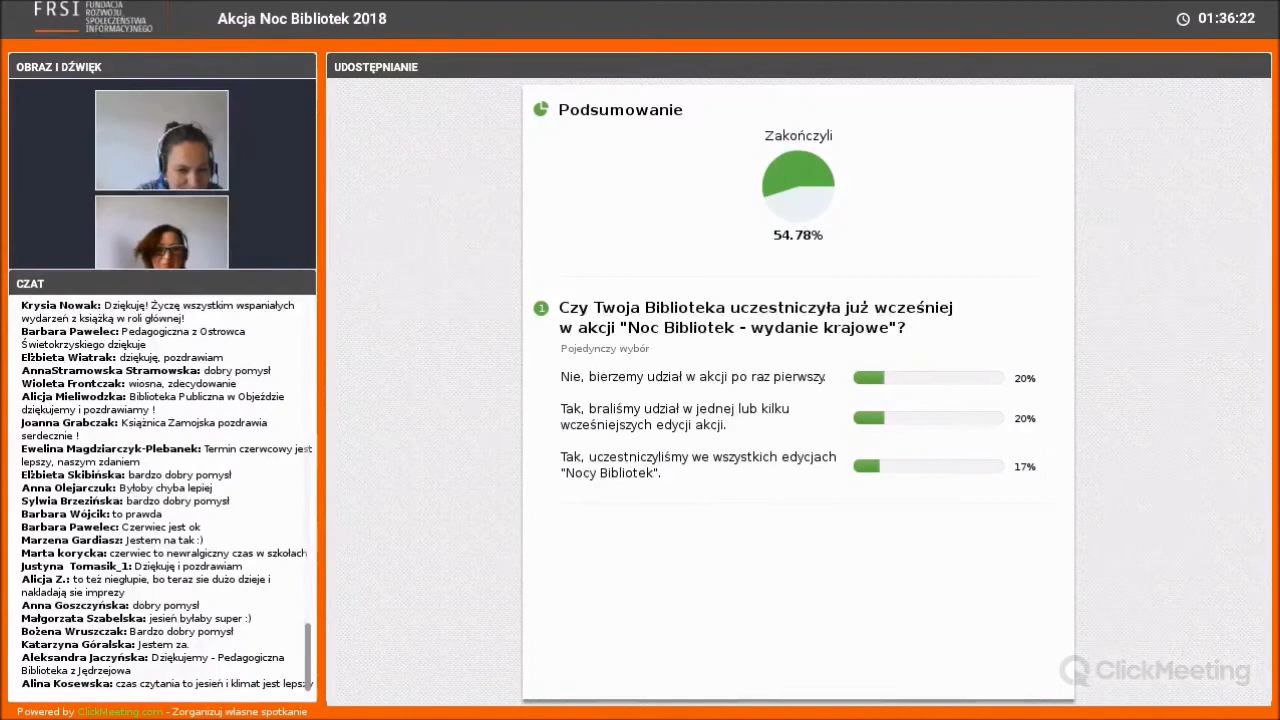 FRSI FUNDACJA
ROZWOJU
SPOŁECZEŃSTWA
INFORMACYJNEGO
Akcja Noc Bibliotek 2018
01:36:22
OBRAZ I DŹWIĘK
UDOSTĘPNIANIE
Podsumowanie
Zakończyli
54.78%
1 Czy Twoja Biblioteka uczestniczyła już wcześniej
w akcji "Noc Bibliotek - wydanie krajowe"?
Pojedynczy wybór
Nie, bierzemy udział w akcji po raz pierwszy. 20%
Tak, braliśmy udział w jednej lub kilku
wcześniejszych edycji akcji. 20%
Tak, uczestniczyliśmy we wszystkich edycjach
"Nocy Bibliotek". 17%
CZAT
Krysia Nowak: Dziękuję! Życzę wszystkim wspaniałych
wydarzeń z książką w roli głównej!
Barbara Pawelec: Pedagogiczna z Ostrowca
Świetokrzyskiego dziękuje
Elżbieta Wiatrak: dziękuję, pozdrawiam
AnnaStramowska Stramowska: dobry pomysł
Wioleta Frontczak: wiosna, zdecydowanie
Alicja Mieliwodzka: Biblioteka Publiczna w Objeździe
dziękujemy i pozdrawiamy !
Joanna Grabczak: Książnica Zamojska pozdrawia
serdecznie !
Ewelina Magdziarczyk-Plebanek: Termin czerwcowy jest
lepszy, naszym zdaniem
Elżbieta Skibińska: bardzo dobry pomysł
Anna Olejarczuk: Byłoby chyba lepiej
Sylwia Brzezińska: bardzo dobry pomysł
Barbara Wójcik: to prawda
Barbara Pawelec: Czerwiec jest ok
Marzena Gardiasz: Jestem na tak :)
Marta korycka: czerwiec to newralgiczny czas w szkołach
Justyna Tomasik_1: Dziękuję i pozdrawiam
Alicja Z.: to też niegłupie, bo teraz sie dużo dzieje i
nakladają sie imprezy
Anna Goszczyńska: dobry pomysł
Małgorzata Szabelska: jesień byłaby super :)
Bożena Wruszczak: Bardzo dobry pomysł
Katarzyna Góralska: Jestem za.
Aleksandra Jaczyńska: Dziękujemy - Pedagogiczna
Biblioteka z Jędrzejowa
Alina Kosewska: czas czytania to jesień i klimat jest lepszy
ClickMeeting
Powered by ClickMeeting.com - Zorganizuj własne spotkanie